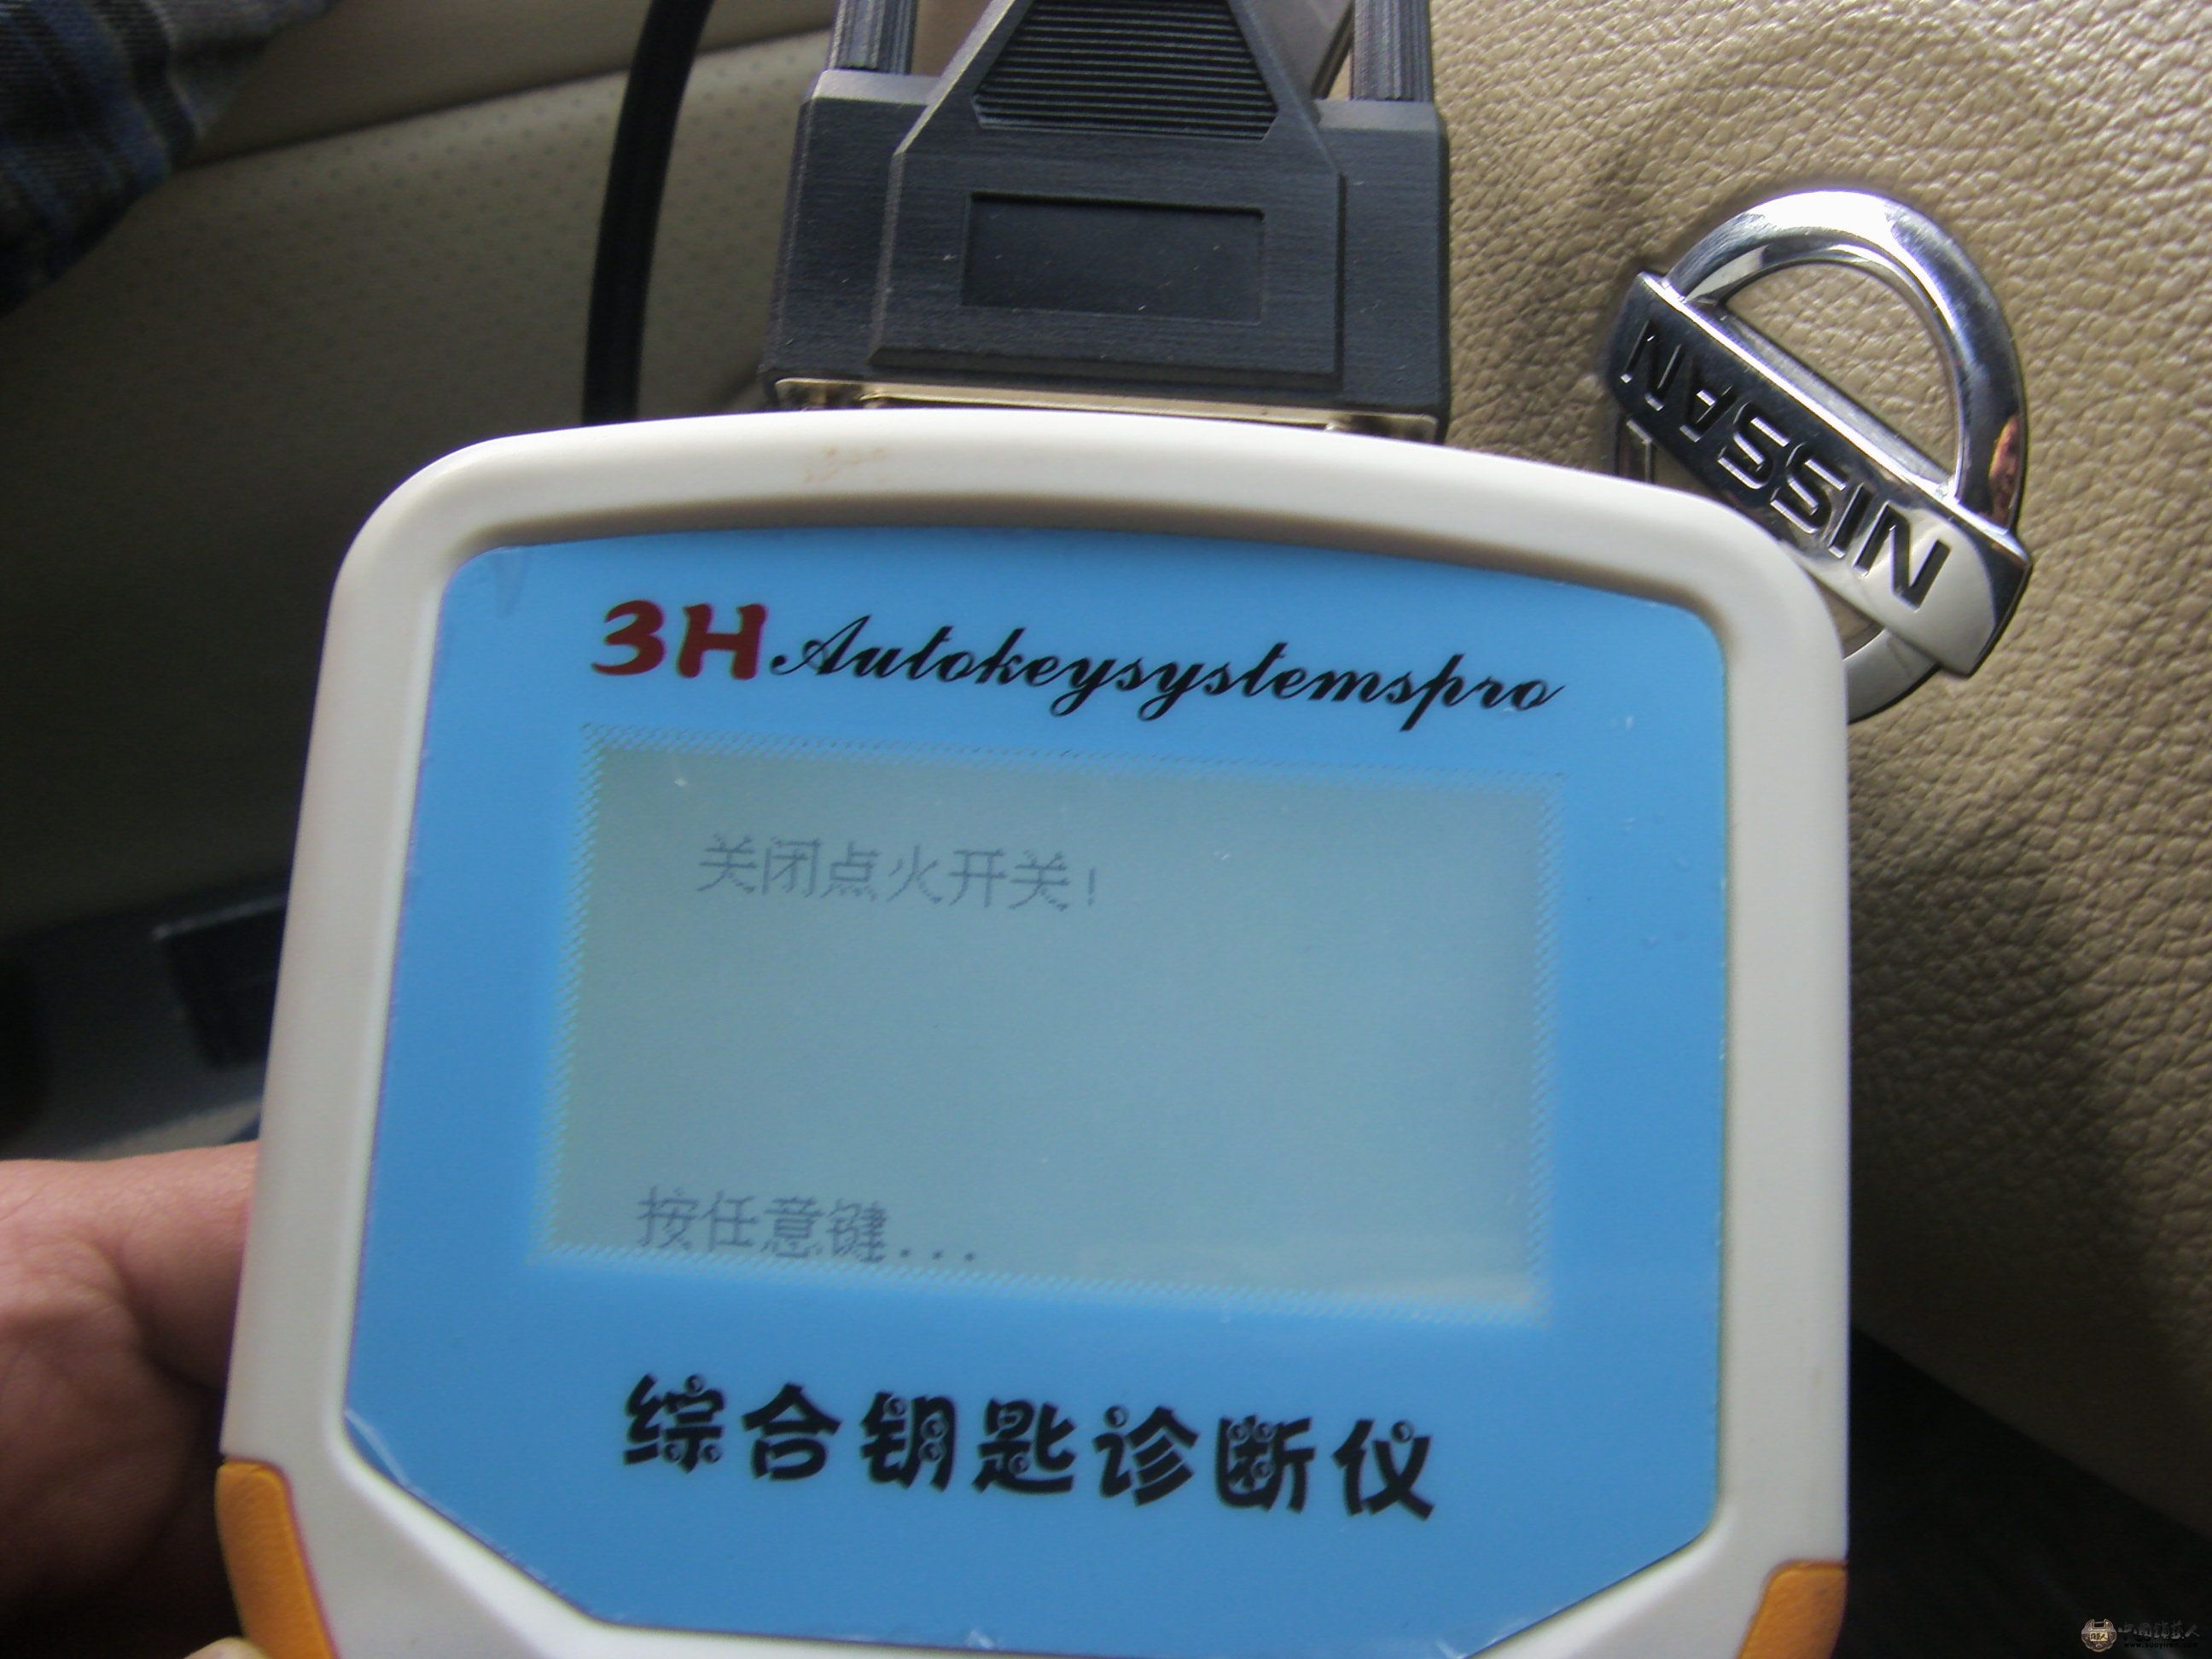 NISSAN
3H Autokeysystemspro
关闭点火开关!
按任意键...
综合钥匙诊断仪